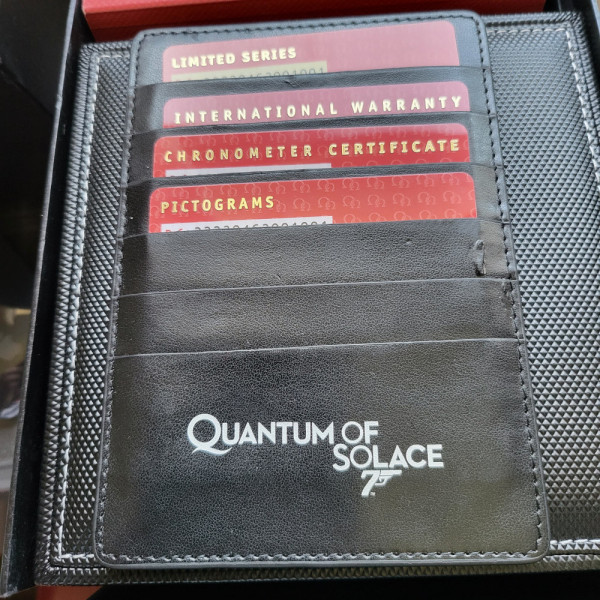 LIMITED SERIES
INTERNATIONAL WARRANTY
CHRONOMETER CERTIFICATE
PICTOGRAMS
QUANTUM OF
SOLACE
007